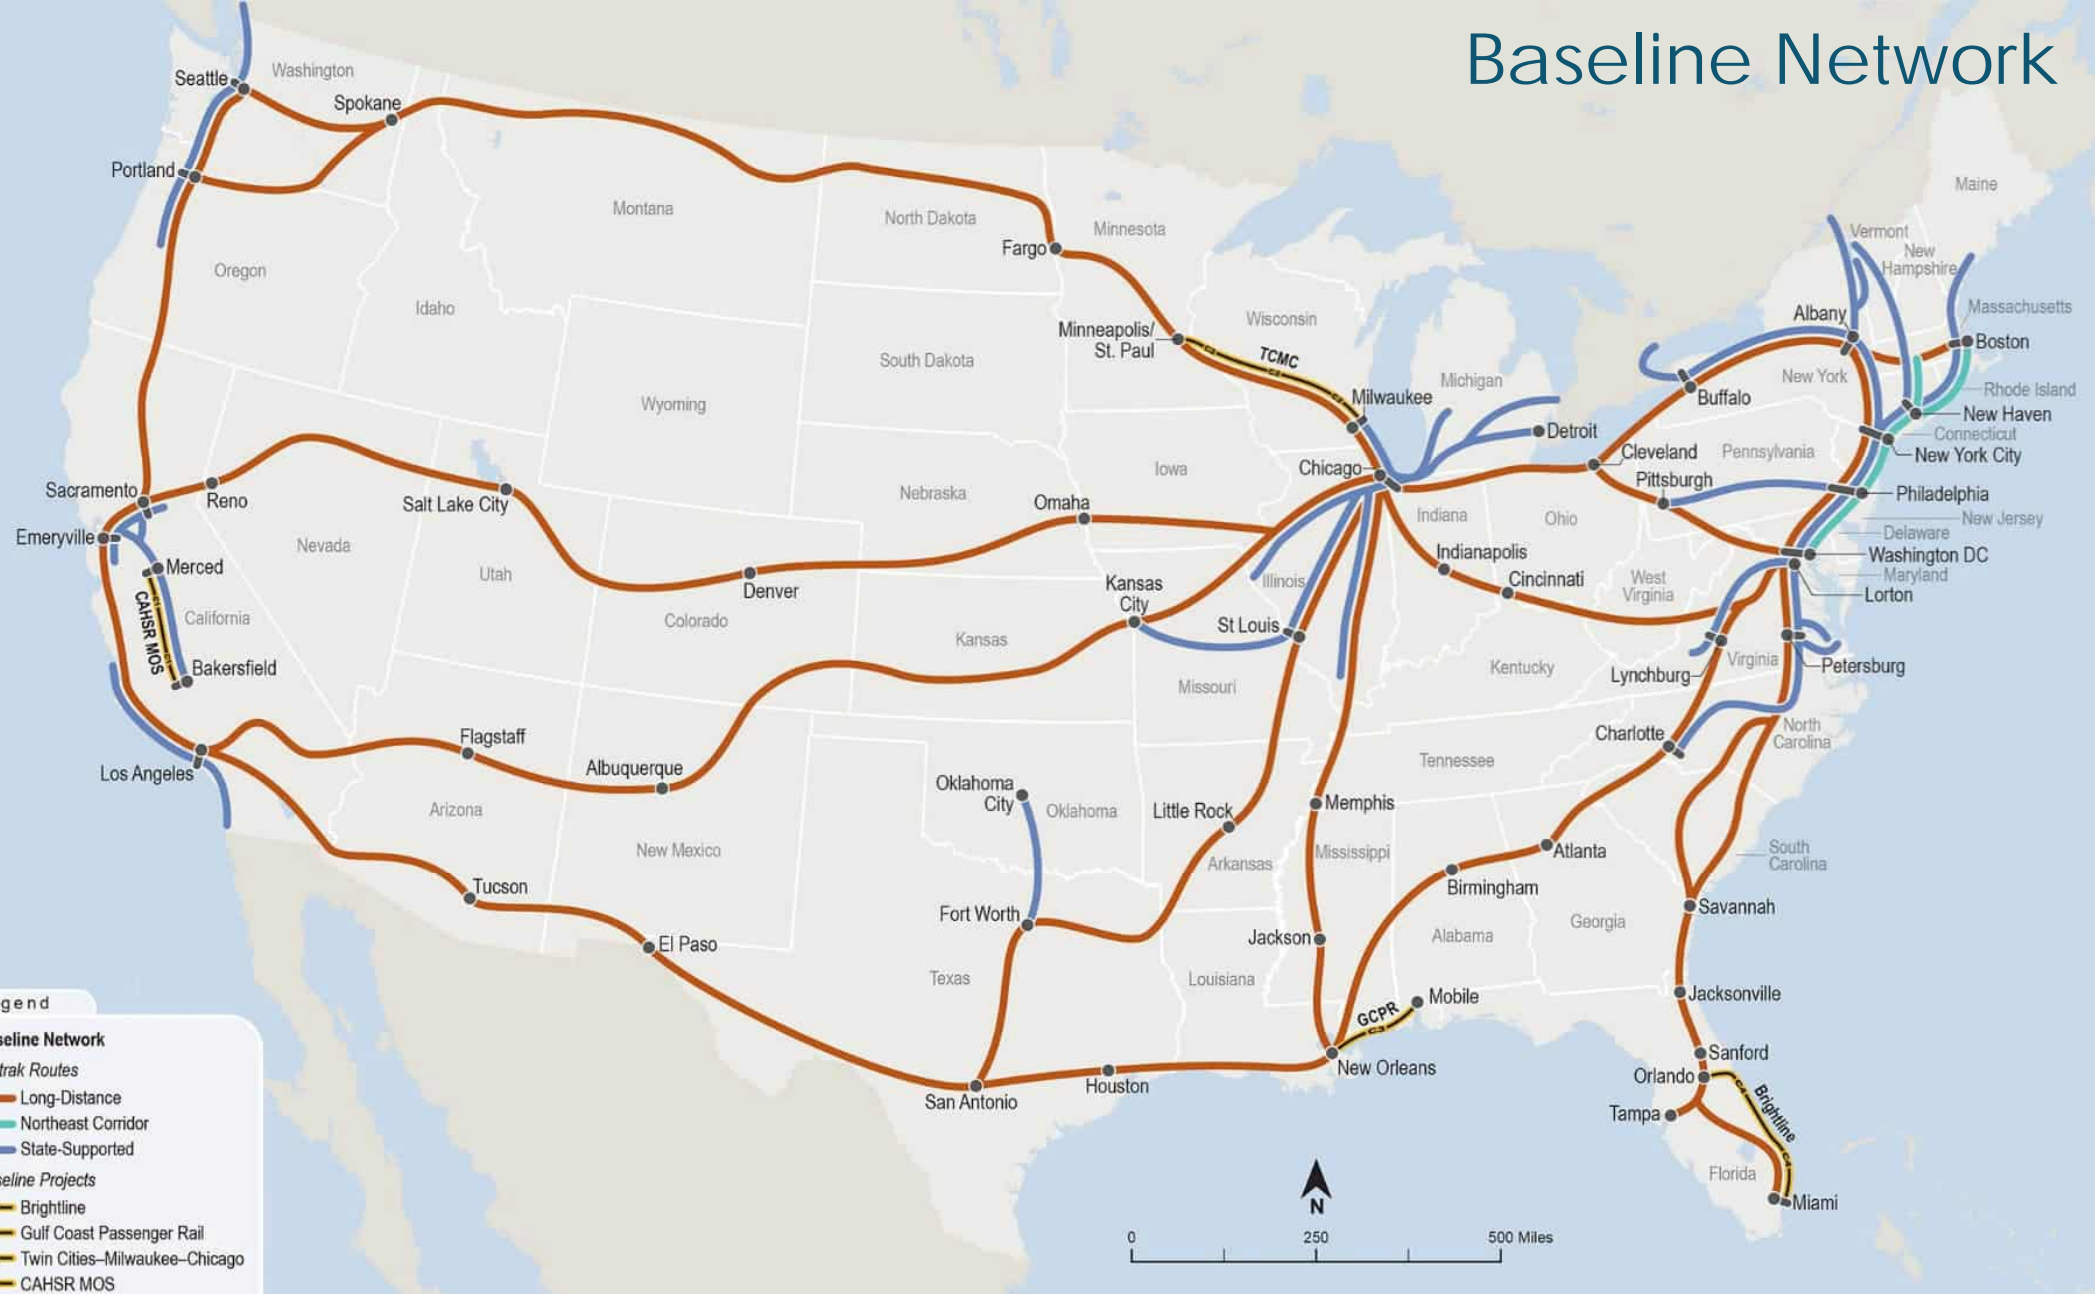 Baseline Network
Seattle
Washington
Spokane
Portland
Montana
North Dakota
Minnesota
Fargo
Oregon
Idaho
Maine
Vermont
New
Hampshire
Massachusetts
Albany
Boston
Minneapolis/
St. Paul
TCMC
Wisconsin
South Dakota
Wyoming
Michigan
Milwaukee
New York
Buffalo
Rhode Island
New Haven
Connecticut
New York City
Detroit
Cleveland
Pennsylvania
Pittsburgh
Philadelphia
New Jersey
Delaware
Washington DC
Maryland
Lorton
Iowa
Chicago
Nebraska
Omaha
Sacramento
Reno
Salt Lake City
Emeryville
Nevada
Utah
Merced
CAHSR MOS
California
Bakersfield
Denver
Colorado
Kansas
Kansas
City
Illinois
St Louis
Indiana
Ohio
Indianapolis
Cincinnati
West
Virginia
Kentucky
Missouri
Lynchburg
Virginia
Petersburg
North
Carolina
Charlotte
Tennessee
Los Angeles
Flagstaff
Albuquerque
Arizona
New Mexico
Oklahoma
City
Oklahoma
Little Rock
Arkansas
Memphis
Mississippi
Atlanta
Birmingham
South
Carolina
Savannah
Georgia
Alabama
Tucson
El Paso
Fort Worth
Texas
Louisiana
Jackson
GCPR
Mobile
New Orleans
Houston
San Antonio
Jacksonville
Sanford
Orlando
Brightline
Tampa
Florida
Miami
N
0 250 500 Miles
gend
seline Network
trak Routes
Long-Distance
Northeast Corridor
State-Supported
seline Projects
Brightline
Gulf Coast Passenger Rail
Twin Cities–Milwaukee–Chicago
CAHSR MOS